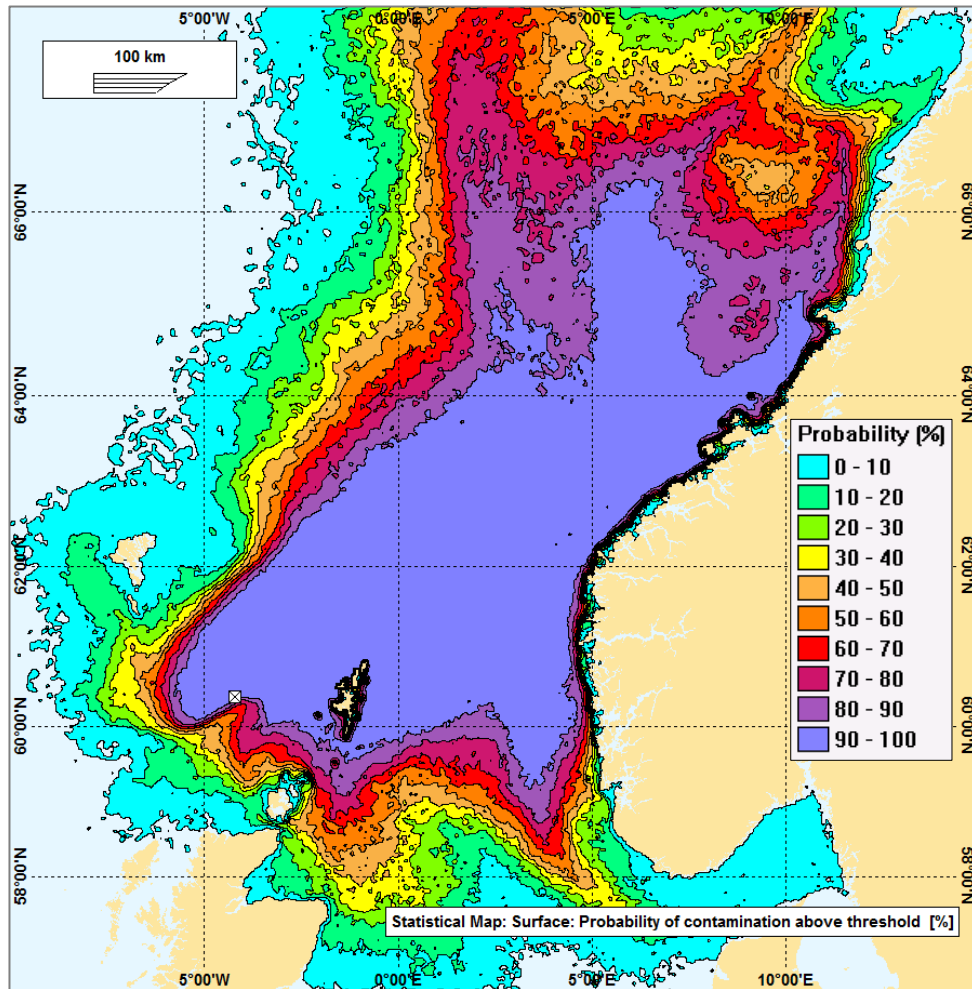 5°00'W 0°00'E 5°00'E 10°00'E
100 km
66°00'N 66°00'N
64°00'N 64°00'N
Probability [%]
0 - 10
10 - 20
20 - 30
30 - 40
40 - 50
50 - 60
60 - 70
70 - 80
80 - 90
90 - 100
62°00'N 62°00'N
60°00'N 60°00'N
58°00'N 58°00'N
Statistical Map: Surface: Probability of contamination above threshold [%]
5°00'W 0°00'E 5°00'E 10°00'E